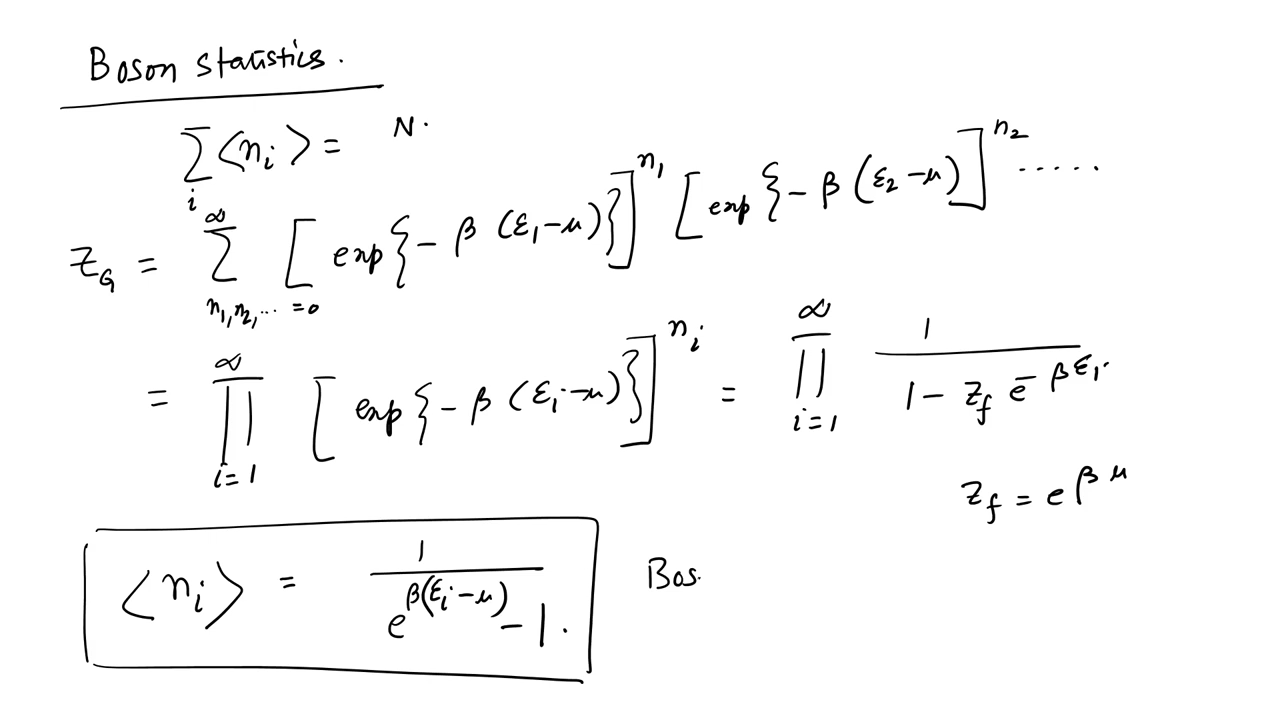 Boson statistics.
∑_i ⟨n_i⟩ = N.
Z_G = ∑_{n_1, n_2, ... = 0}^{∞} [exp{-β(ε_1-μ)}]^{n_1} [exp{-β(ε_2-μ)]^{n_2} .....
= ∏_{i=1}^{∞} [exp{-β(ε_i-μ)}]^{n_i} = ∏_{i=1}^{∞} 1/(1 - Z_f e^{-βε_i})
Z_f = e^{βμ}
⟨n_i⟩ = 1/(e^{β(ε_i-μ)} - 1). Bos